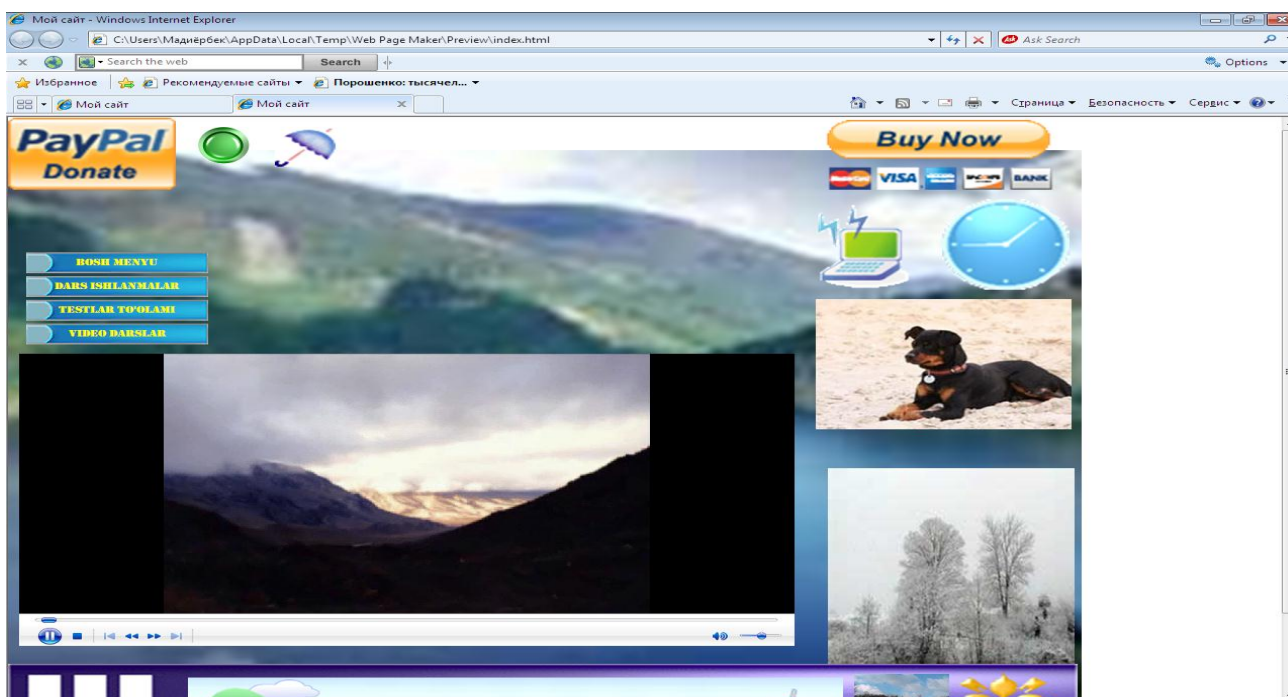 Мой сайт - Windows Internet Explorer
C:\Users\Мадиёрбек\AppData\Local\Temp\Web Page Maker\Preview\index.html
Ask Search
Search the web Search Options
Избранное Рекомендуемые сайты Порошенко: тысячел...
Мой сайт Мой сайт Страница Безопасность Сервис
PayPal
Donate
Buy Now
MasterCard VISA BANK
BOSH MENYU
DARS ISHLANMALAR
TESTLAR TO'OLAMI
VIDEO DARSLAR